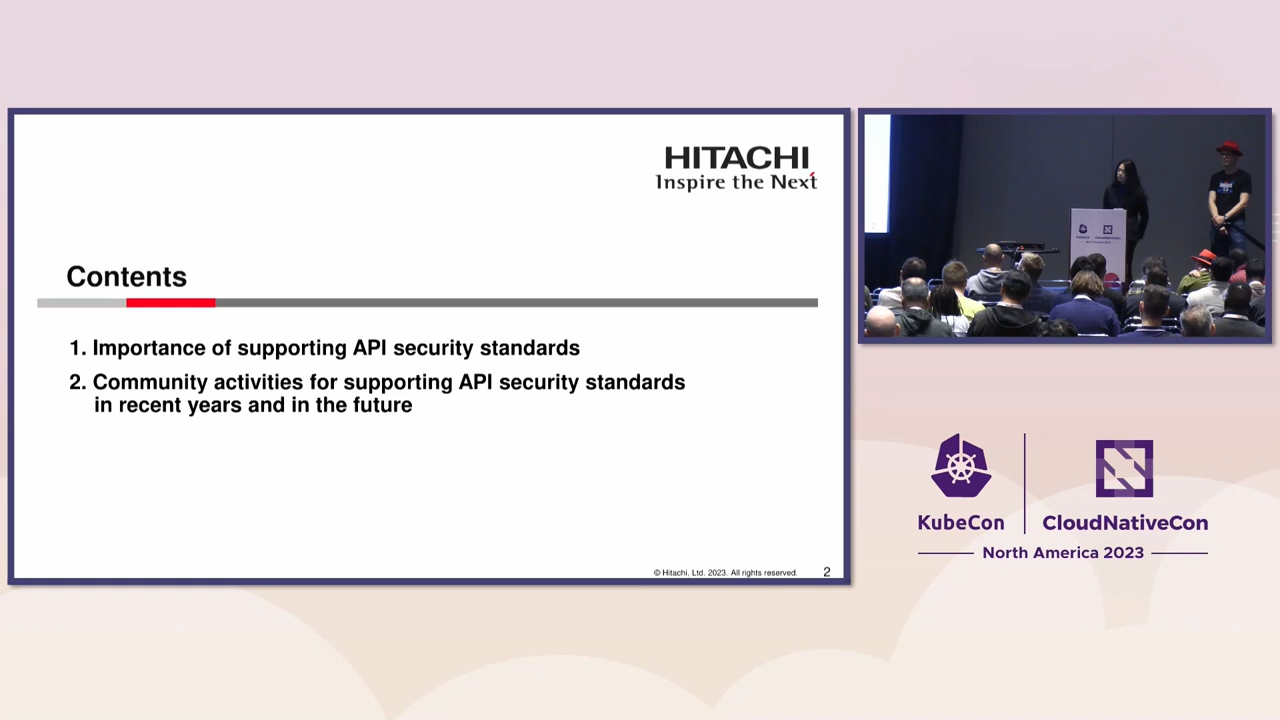 HITACHI
Inspire the Next
Contents
1. Importance of supporting API security standards
2. Community activities for supporting API security standards
in recent years and in the future
© Hitachi, Ltd. 2023. All rights reserved.
2
KubeCon
CloudNativeCon
North America 2023